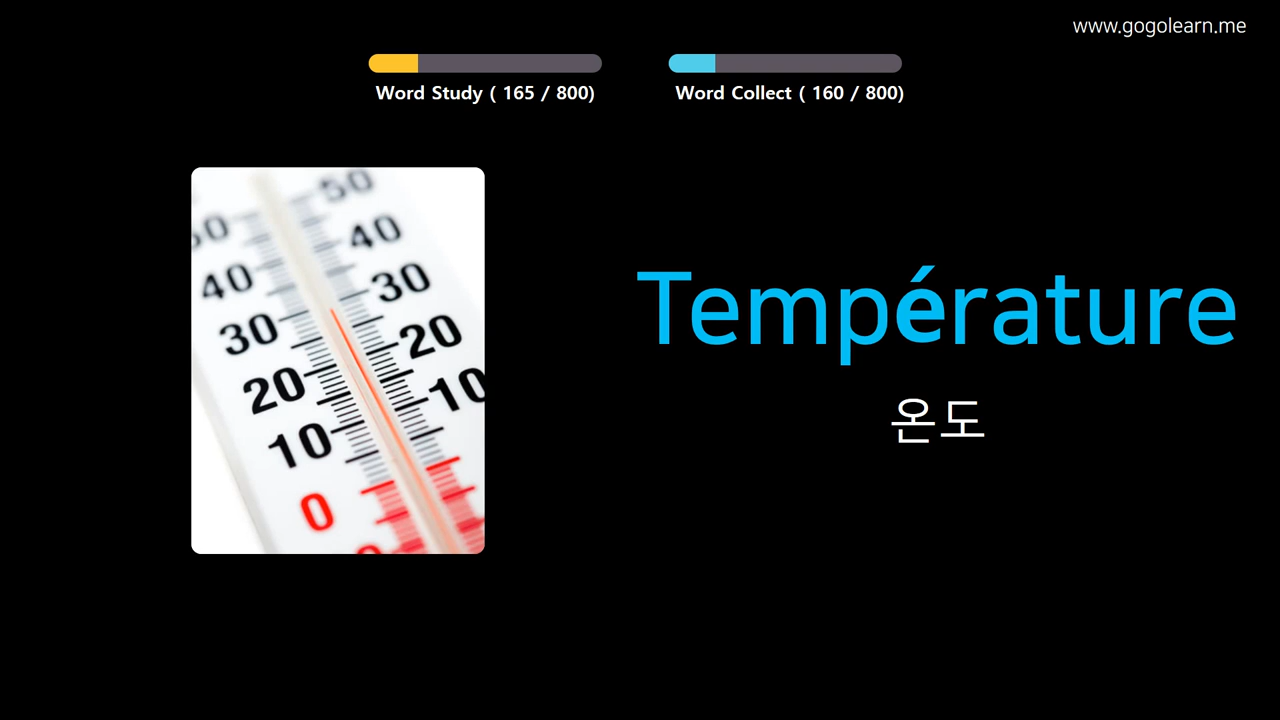 www.gogolearn.me
Word Study ( 165 / 800)
Word Collect ( 160 / 800)
50
50
40
40
30
30
20
20
10
10
0
Température
온도